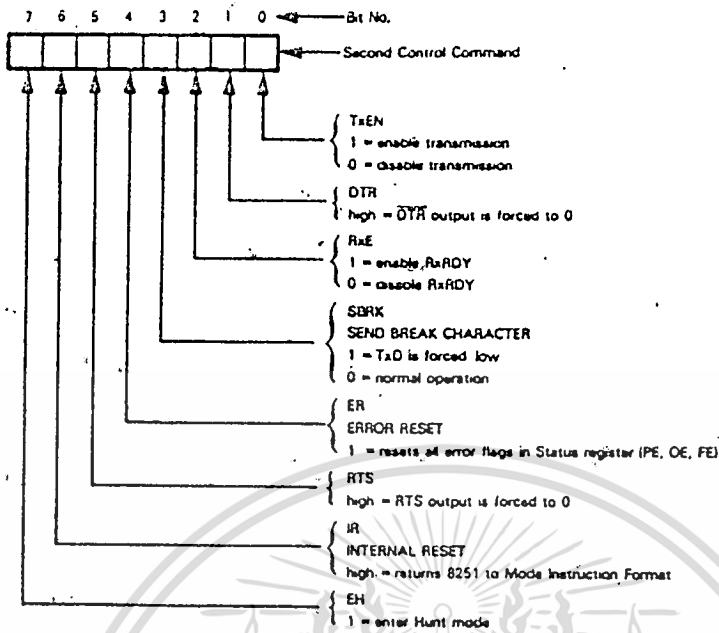 7 6 5 4 3 2 1 0 Bit No.
Second Control Command
TxEN
1 = enable transmission
0 = disable transmission
DTR
high = DTR output is forced to 0
RxE
1 = enable RxRDY
0 = disable RxRDY
SBRK
SEND BREAK CHARACTER
1 = TxD is forced low
0 = normal operation
ER
ERROR RESET
1 = resets all error flags in Status register (PE, OE, FE)
RTS
high = RTS output is forced to 0
IR
INTERNAL RESET
high = returns 8251 to Mode Instruction Format
EH
1 = enter Hunt mode